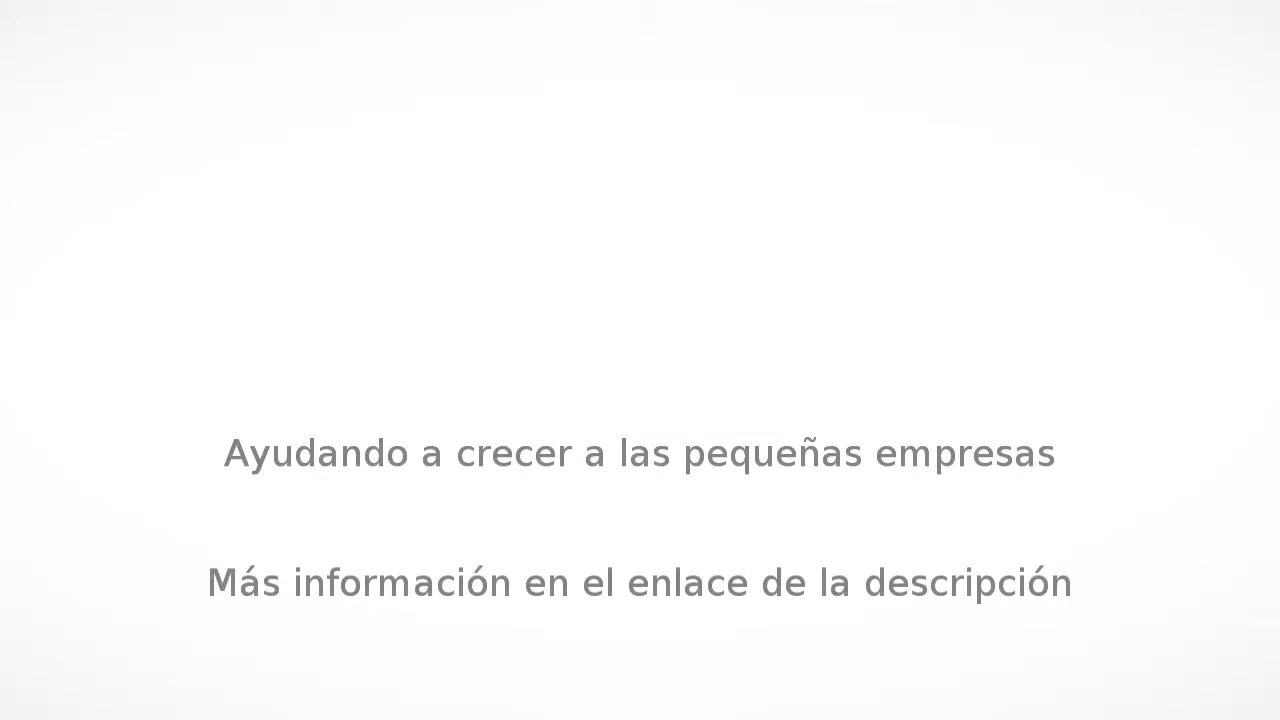 Ayudando a crecer a las pequeñas empresas
Más información en el enlace de la descripción